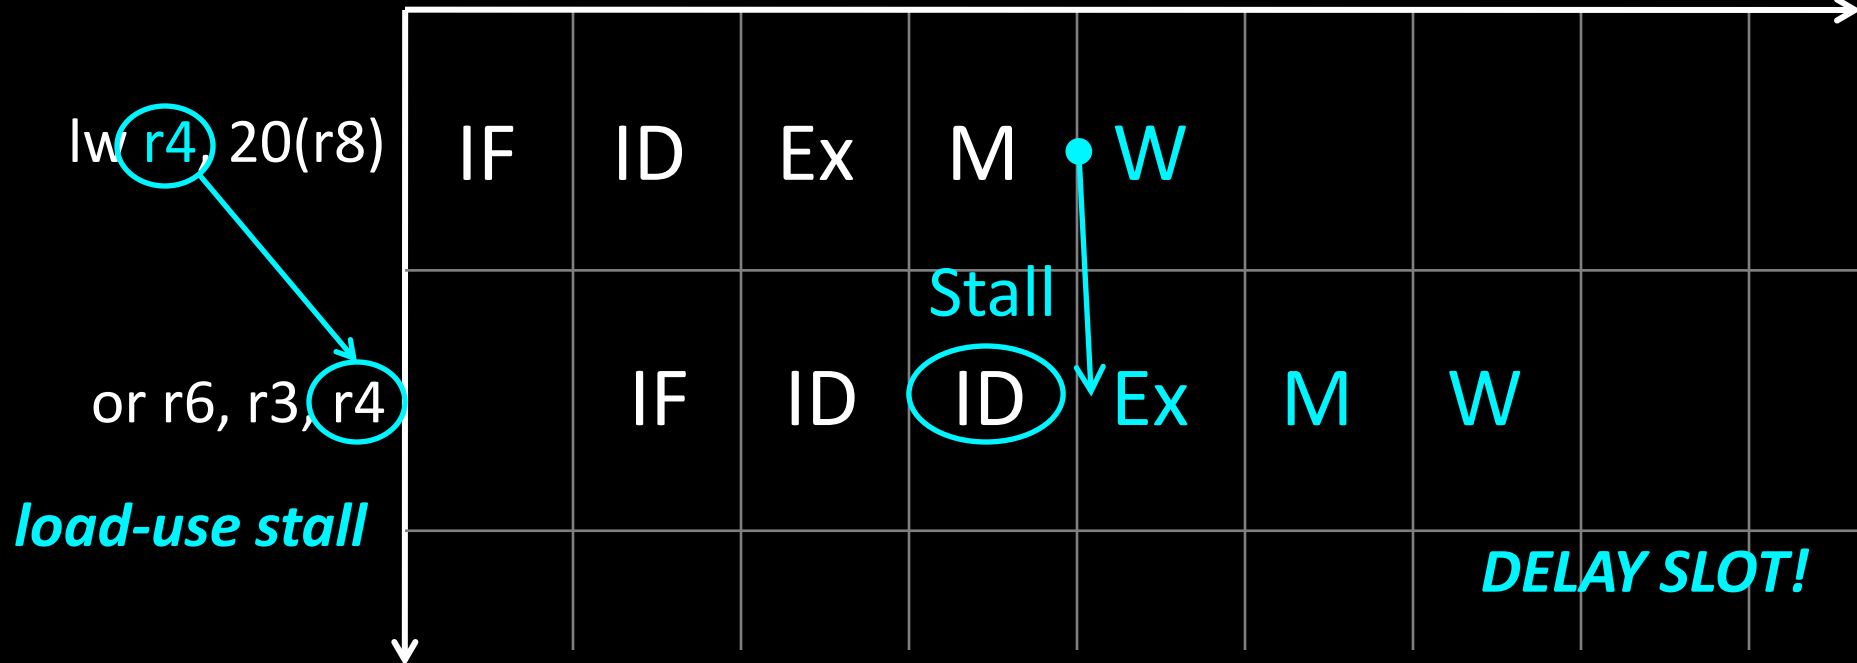 lw r4, 20(r8) IF ID Ex M W
Stall
or r6, r3, r4 IF ID ID Ex M W
load-use stall
DELAY SLOT!